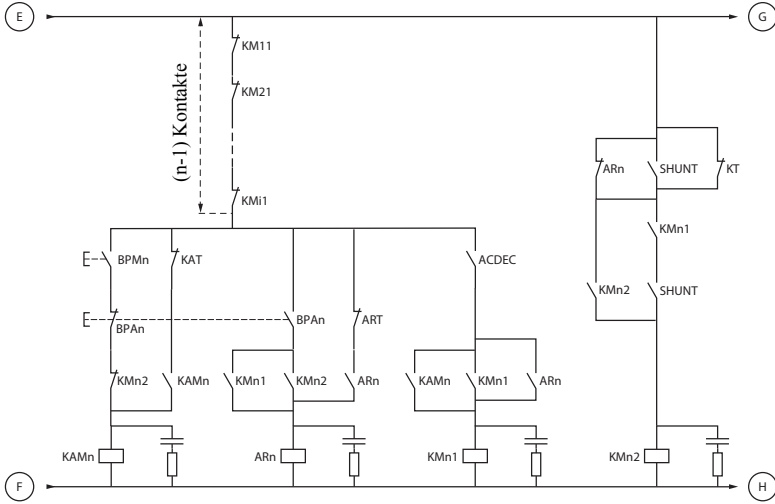 E
G
KM11
KM21
(n-1) Kontakte
KMi1
ARn
SHUNT
KT
KMn1
BPMn
KAT
ACDEC
KMn2
SHUNT
BPAn
BPAn
ART
KMn2
KAMn
KMn1
KMn2
ARn
KAMn
KMn1
ARn
KAMn
ARn
KMn1
KMn2
F
H